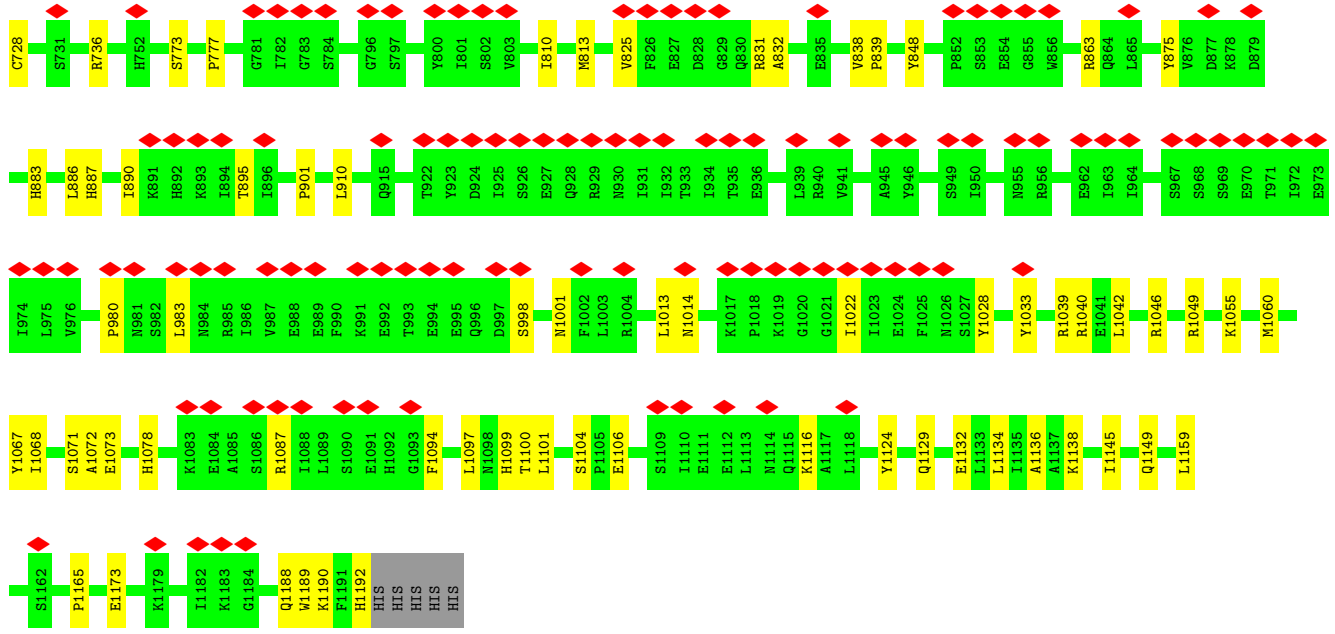 C728 S731 R736 H752 S773 P777 G781 I782 G783 S784 G796 S797 Y800 I801 S802 V803 I810 M813 V825 F826 E827 D828 G829 Q830 R831 A832 E835 V838 P839 Y848 P852 S853 E854 G855 W856 R863 Q864 L865 Y875 V876 D877 K878 D879
H883 L886 H887 I890 K891 H892 K893 I894 T895 I896 P901 L910 Q915 T922 Y923 D924 I925 S926 E927 Q928 R929 N930 I931 I932 T933 I934 T935 E936 L939 R940 V941 A945 Y946 S949 I950 N955 R956 E962 I963 I964 S967 S968 S969 E970 T971 I972 E973
I974 L975 V976 P980 N981 S982 L983 N984 R985 I986 V987 E988 E989 F990 K991 E992 T993 E994 E995 Q996 D997 S998 N1001 F1002 L1003 R1004 L1013 N1014 K1017 P1018 K1019 G1020 G1021 I1022 I1023 E1024 F1025 N1026 S1027 Y1028 Y1033 R1039 R1040 E1041 L1042 R1046 R1049 K1055 M1060
Y1067 I1068 S1071 A1072 E1073 H1078 K1083 E1084 A1085 S1086 R1087 I1088 L1089 S1090 E1091 H1092 G1093 F1094 L1097 N1098 H1099 T1100 L1101 S1104 P1105 E1106 S1109 I1110 E1111 E1112 L1113 N1114 Q1115 K1116 A1117 L1118 Y1124 Q1129 E1132 L1133 L1134 I1135 A1136 A1137 K1138 I1145 Q1149 L1159
S1162 P1165 E1173 K1179 I1182 K1183 G1184 Q1188 W1189 K1190 F1191 H1192 HIS HIS HIS HIS HIS